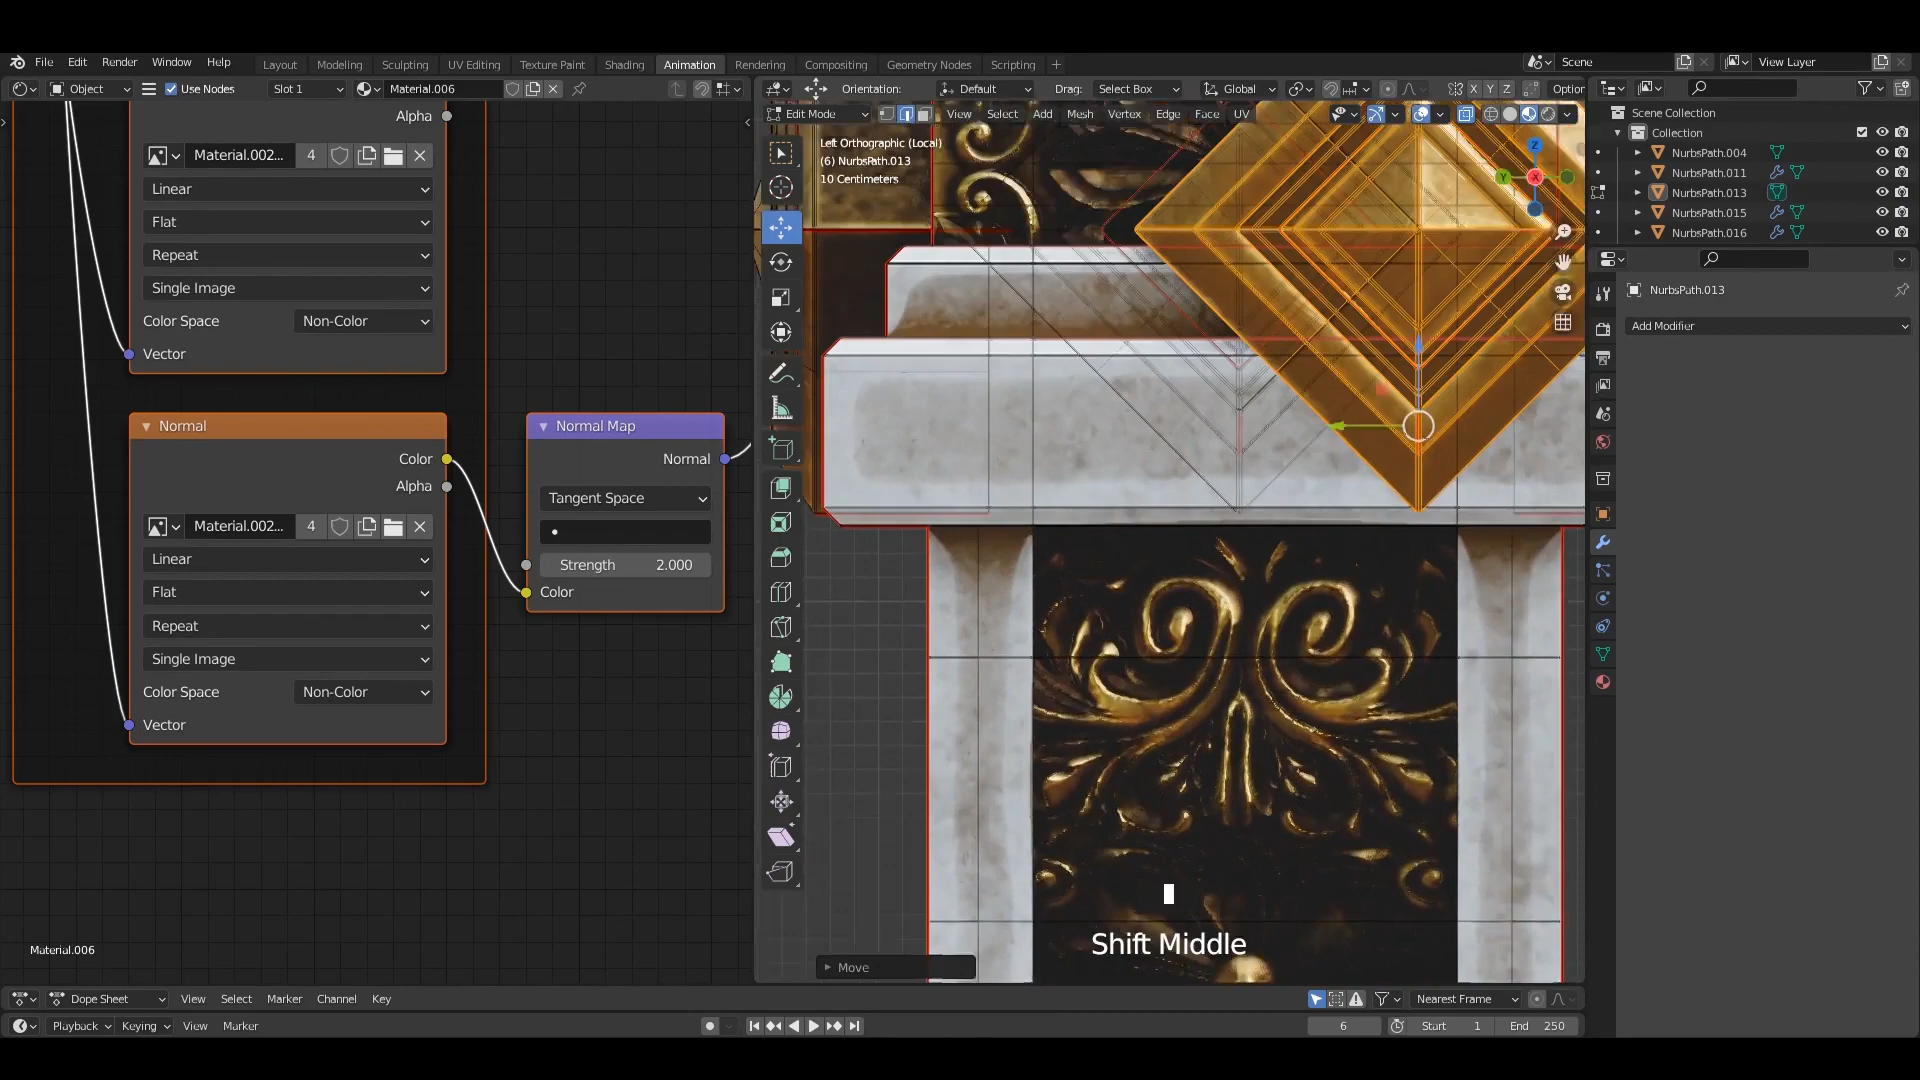 File Edit Render Window Help Layout Modeling Sculpting UV Editing Texture Paint Shading Animation Rendering Compositing Geometry Nodes Scripting + Scene View Layer
Object Use Nodes Slot 1 Material.006 Orientation: Default Drag: Select Box Global X Y Z Option
Edit Mode View Select Add Mesh Vertex Edge Face UV
Scene Collection
Collection
NurbsPath.004
NurbsPath.011
NurbsPath.013
NurbsPath.015
NurbsPath.016
NurbsPath.013
Add Modifier
Left Orthographic (Local)
(6) NurbsPath.013
10 Centimeters
Z
Y
X
Alpha
Material.002... 4
Linear
Flat
Repeat
Single Image
Color Space Non-Color
Vector
Normal
Color
Alpha
Material.002... 4
Linear
Flat
Repeat
Single Image
Color Space Non-Color
Vector
Normal Map
Normal
Tangent Space
Strength 2.000
Color
Material.006
Shift Middle
Move
Dope Sheet View Select Marker Channel Key Nearest Frame
Playback Keying View Marker 6 Start 1 End 250